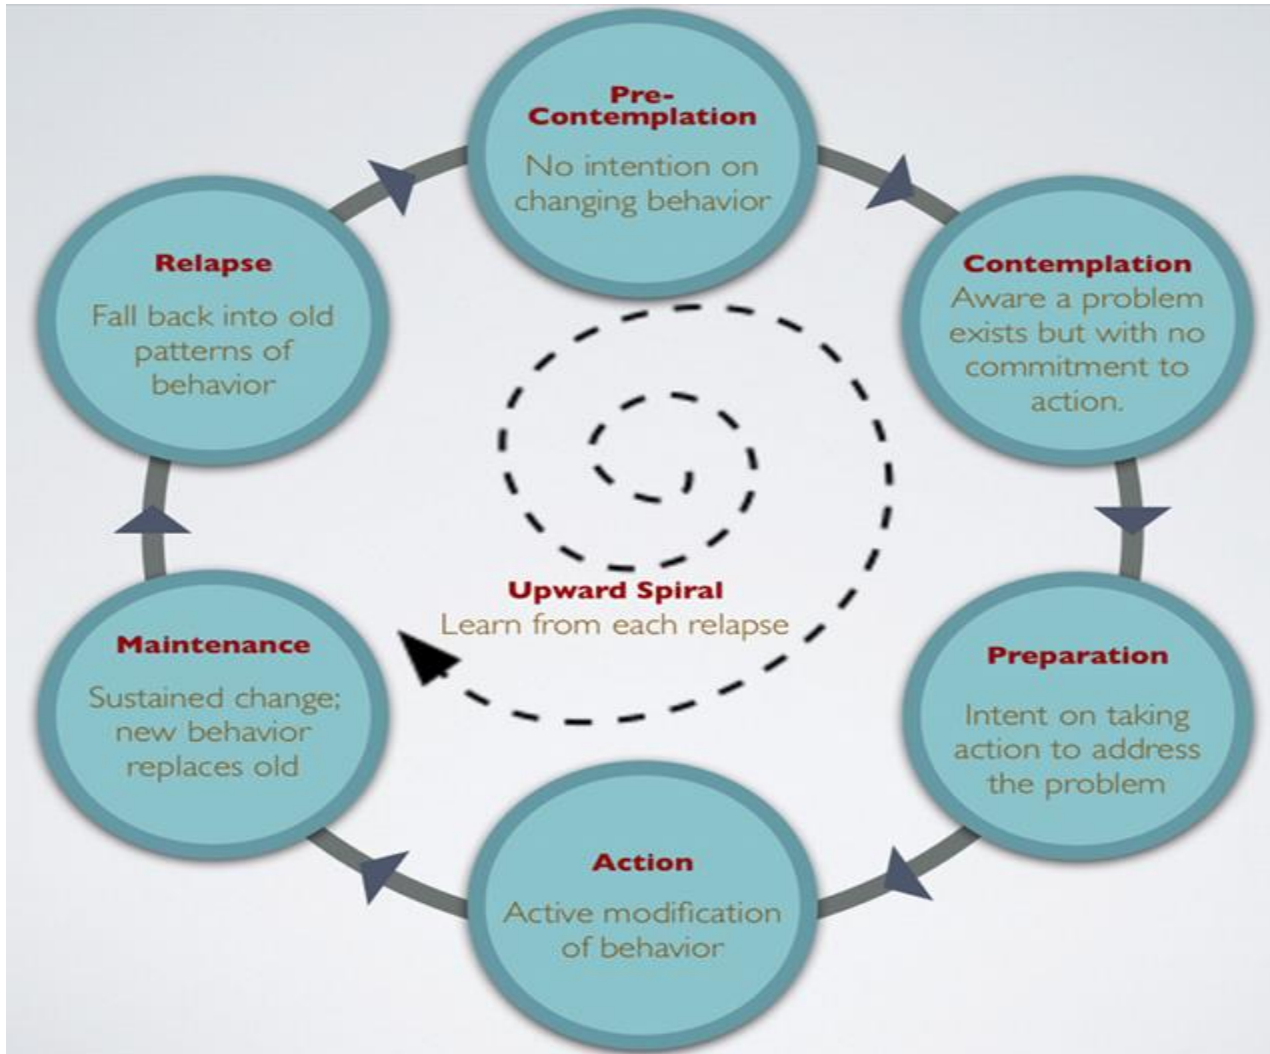 Pre-
Contemplation
No intention on
changing behavior
Contemplation
Aware a problem
exists but with no
commitment to
action.
Preparation
Intent on taking
action to address
the problem
Action
Active modification
of behavior
Maintenance
Sustained change;
new behavior
replaces old
Relapse
Fall back into old
patterns of
behavior
Upward Spiral
Learn from each relapse